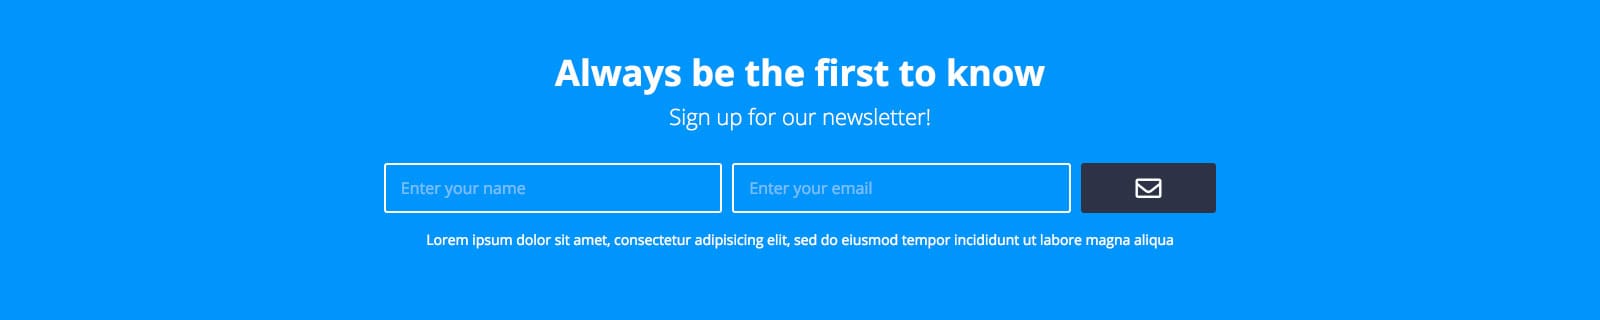 Always be the first to know
Sign up for our newsletter!
Enter your name
Enter your email
Lorem ipsum dolor sit amet, consectetur adipisicing elit, sed do eiusmod tempor incididunt ut labore magna aliqua